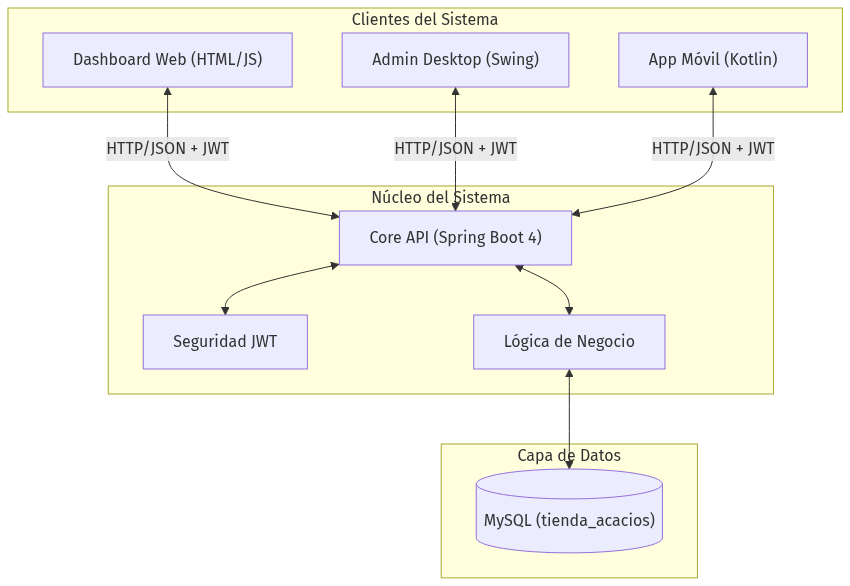 Clientes del Sistema
Dashboard Web (HTML/JS)
Admin Desktop (Swing)
App Móvil (Kotlin)
HTTP/JSON + JWT
HTTP/JSON + JWT
HTTP/JSON + JWT
Núcleo del Sistema
Core API (Spring Boot 4)
Seguridad JWT
Lógica de Negocio
Capa de Datos
MySQL (tienda_acacios)